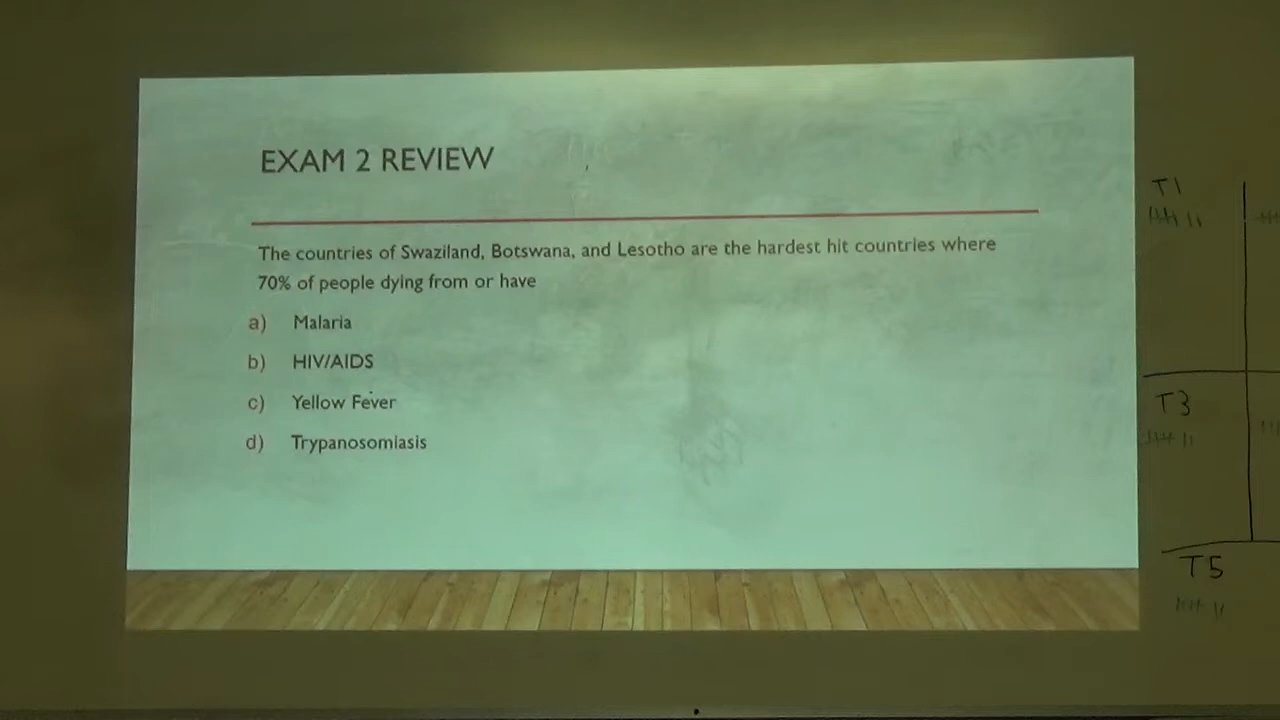 EXAM 2 REVIEW
The countries of Swaziland, Botswana, and Lesotho are the hardest hit countries where
70% of people dying from or have
a) Malaria
b) HIV/AIDS
c) Yellow Fever
d) Trypanosomiasis
T1
T3
T5